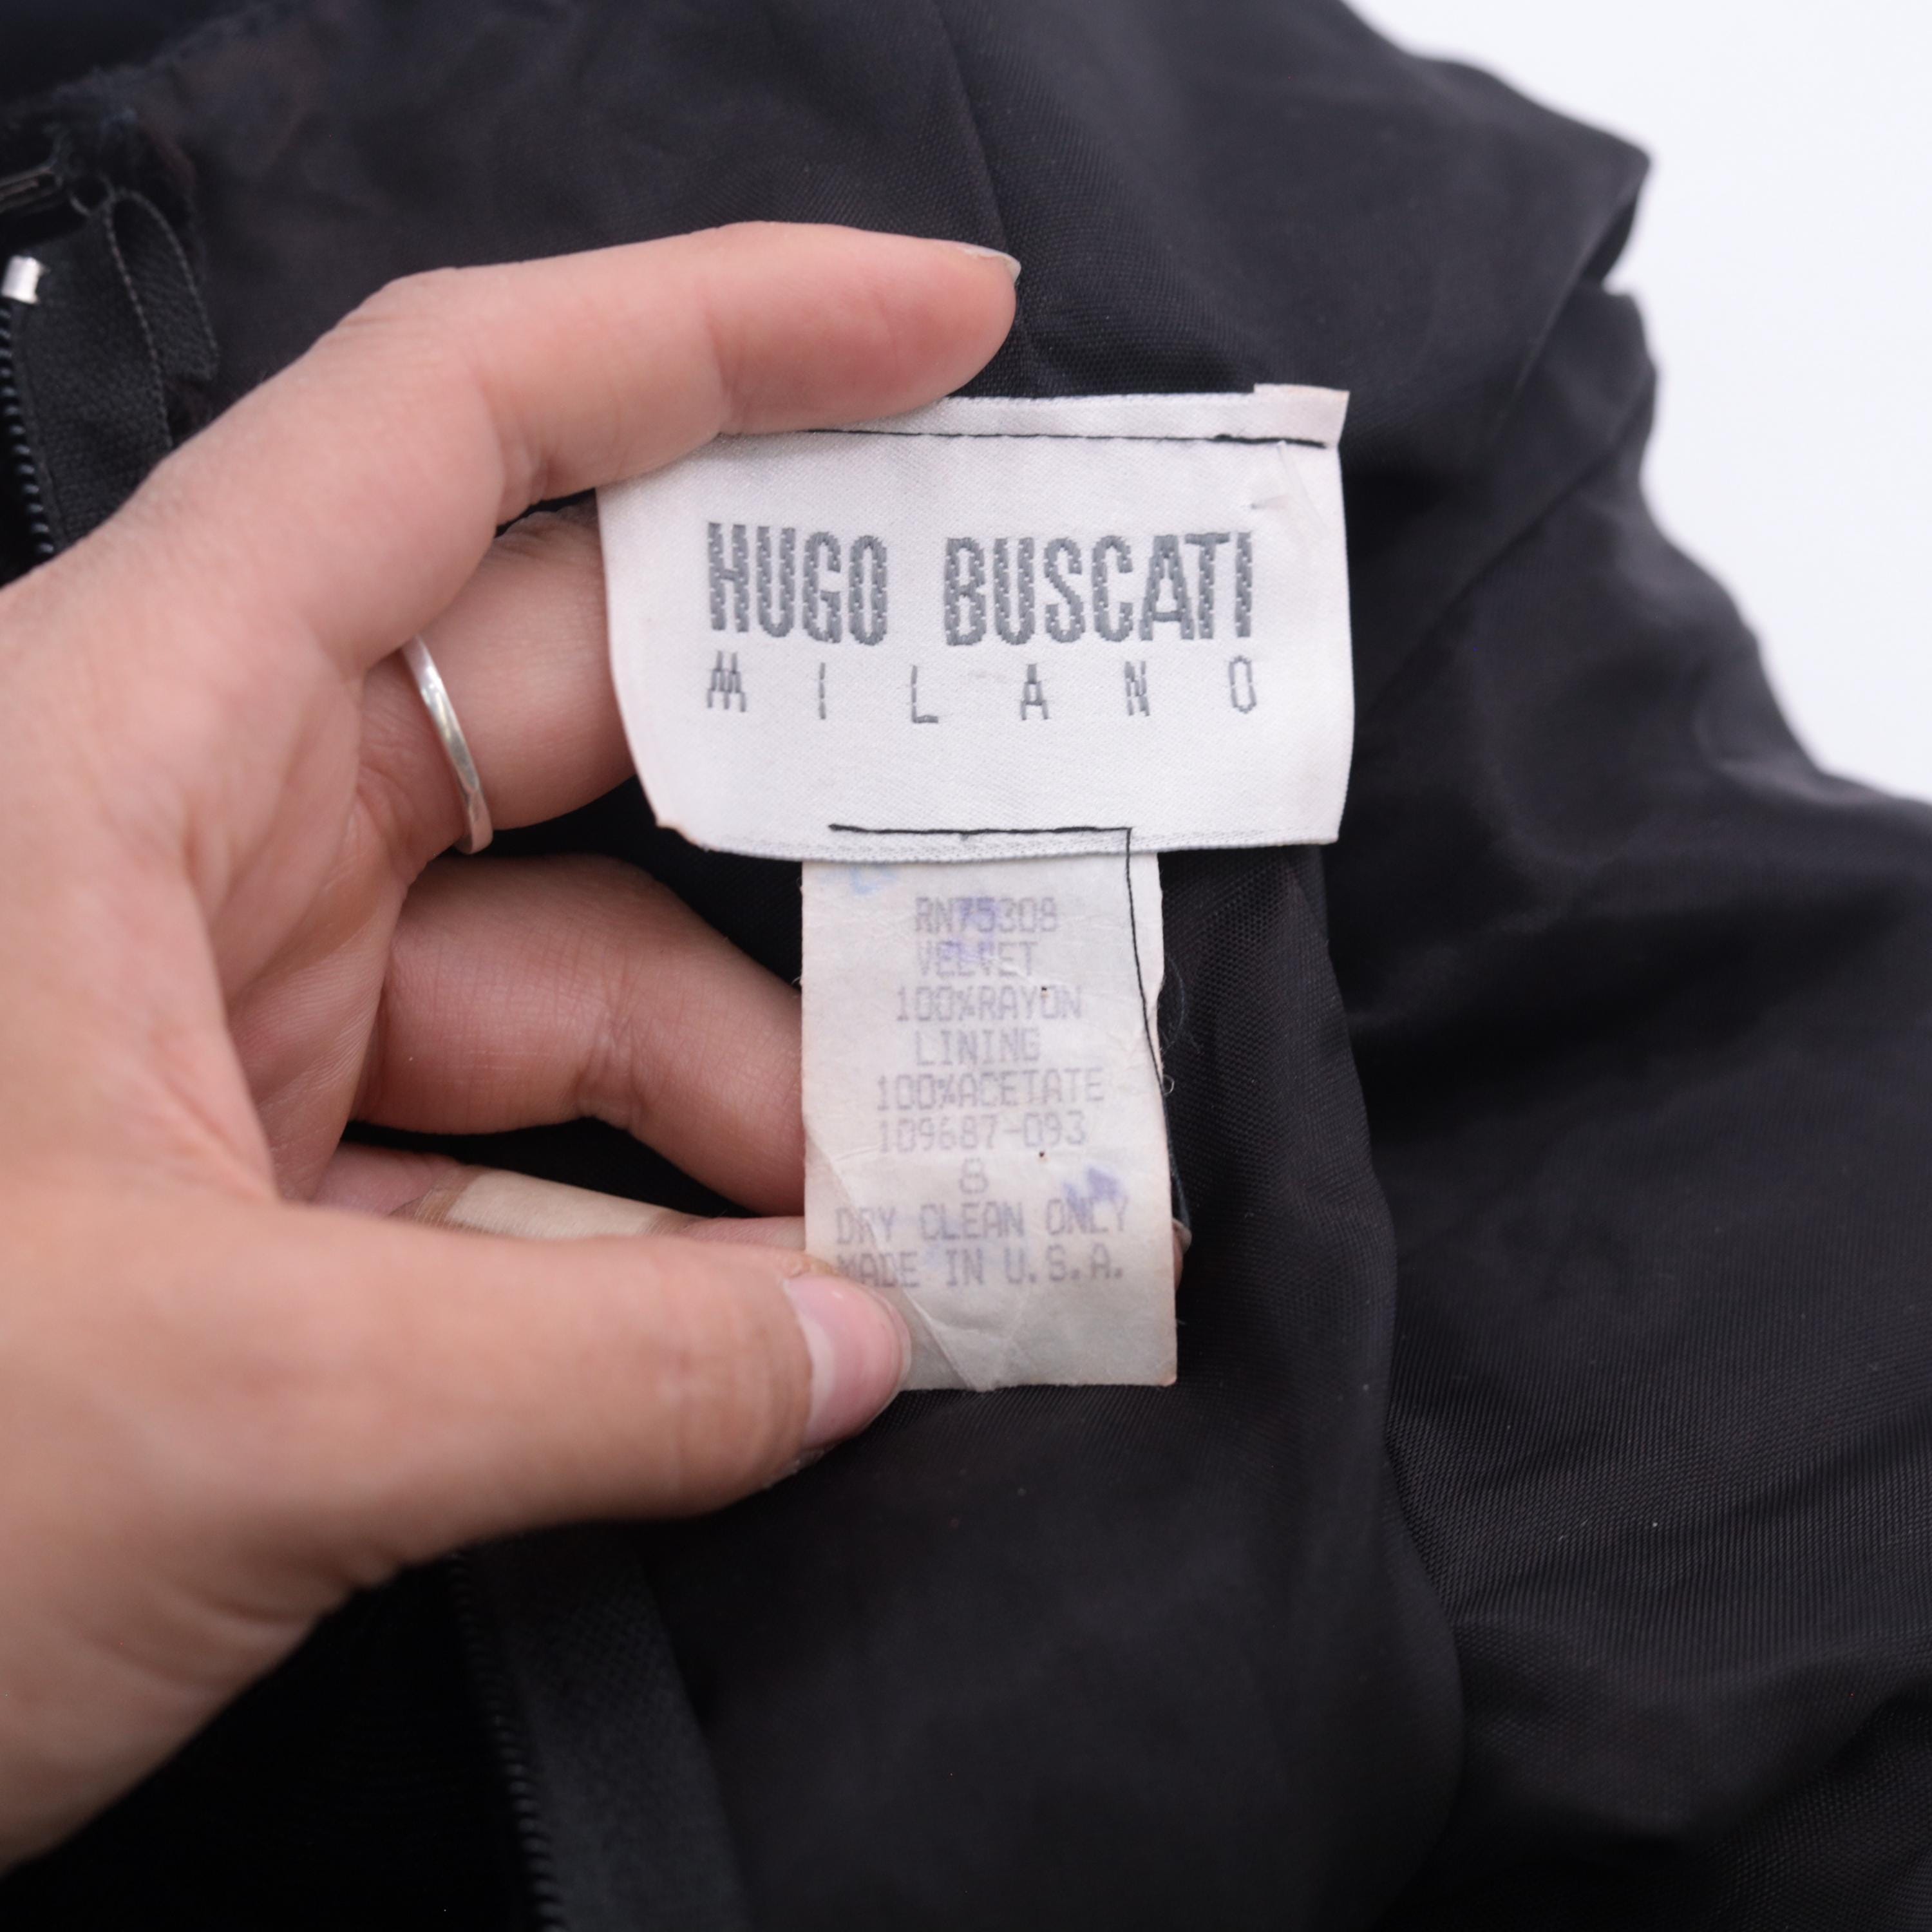 HUGO BUSCATI
MILANO
RN75308
VELVET
100%RAYON
LINING
100%ACETATE
109687-093
8
DRY CLEAN ONLY
MADE IN U.S.A.